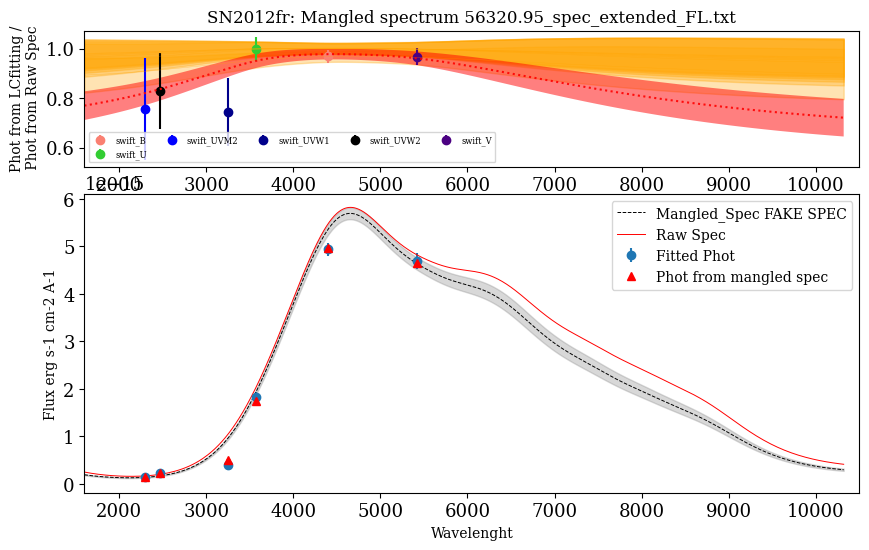 SN2012fr: Mangled spectrum 56320.95_spec_extended_FL.txt
Phot from LCfitting /
Phot from Raw Spec
1.0
0.8
0.6
swift_B
swift_UVM2
swift_UVW1
swift_UVW2
swift_V
swift_U
2000 3000 4000 5000 6000 7000 8000 9000 10000
1e−15
Flux erg s-1 cm-2 A-1
6
5
4
3
2
1
0
Mangled_Spec FAKE SPEC
Raw Spec
Fitted Phot
Phot from mangled spec
2000 3000 4000 5000 6000 7000 8000 9000 10000
Wavelenght